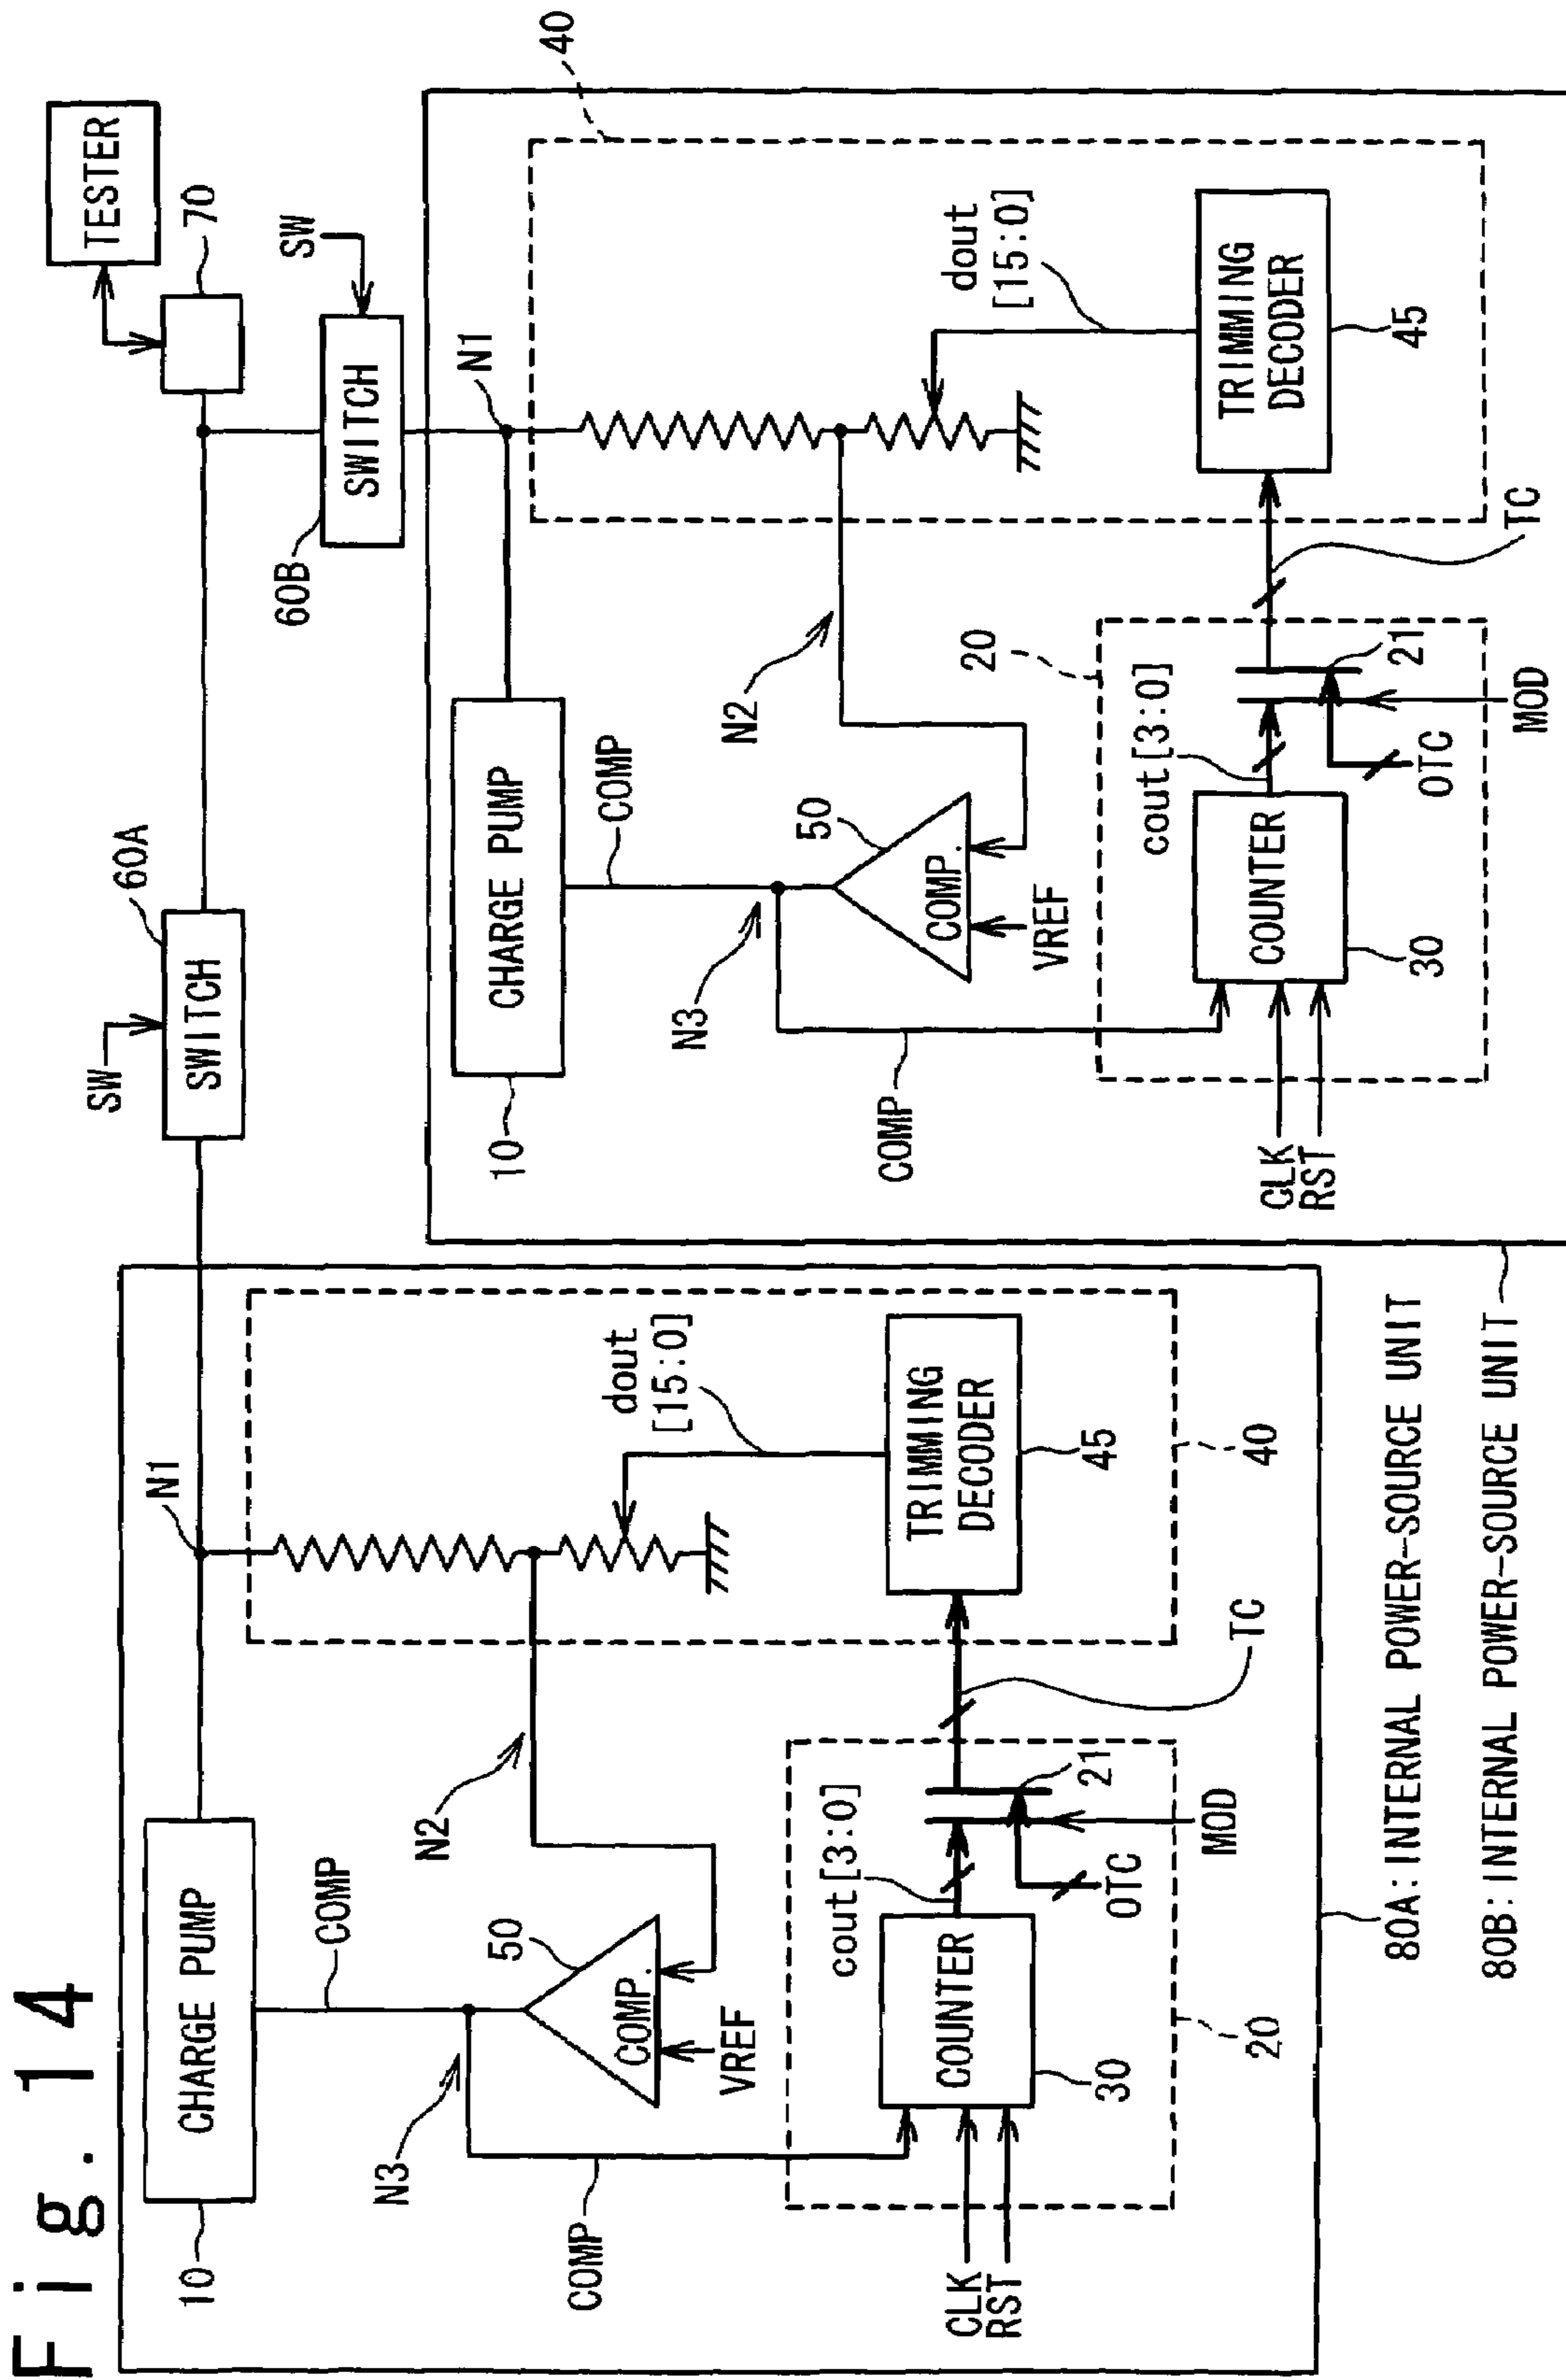 Fig. 14
TESTER
70
SW
60A
SWITCH
SW
60B
SWITCH
10
CHARGE PUMP
N1
COMP
N3
N2
50
COMP
VREF
COMP
dout
[15:0]
TRIMMING
DECODER
45
40
TC
cout[3:0]
COUNTER
30
20
21
OTC
MOD
CLK
RST
10
CHARGE PUMP
N1
40
COMP
N3
N2
50
COMP
VREF
COMP
dout
[15:0]
TRIMMING
DECODER
45
TC
20
cout[3:0]
COUNTER
30
21
OTC
MOD
CLK
RST
80A:INTERNAL POWER-SOURCE UNIT
80B:INTERNAL POWER-SOURCE UNIT